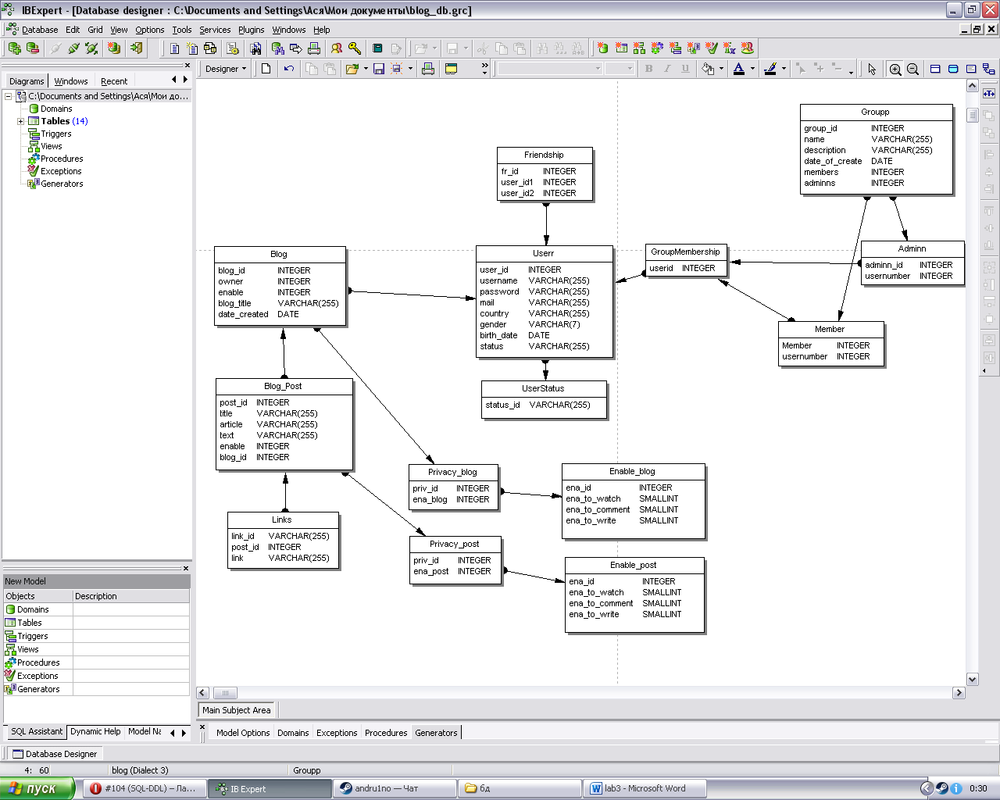 IBExpert - [Database designer : C:\Documents and Settings\Ася\Мои документы\blog_db.grc]
Database Edit Grid View Options Tools Services Plugins Windows Help
Diagrams Windows Recent
C:\Documents and Settings\Ася\Мои до...
Domains
Tables (14)
Triggers
Views
Procedures
Exceptions
Generators
Designer
B I U A
Groupp
group_id INTEGER
name VARCHAR(255)
description VARCHAR(255)
date_of_create DATE
members INTEGER
adminns INTEGER
Friendship
fr_id INTEGER
user_id1 INTEGER
user_id2 INTEGER
Blog
blog_id INTEGER
owner INTEGER
enable INTEGER
blog_title VARCHAR(255)
date_created DATE
Userr
user_id INTEGER
username VARCHAR(255)
password VARCHAR(255)
mail VARCHAR(255)
country VARCHAR(255)
gender VARCHAR(7)
birth_date DATE
status VARCHAR(255)
GroupMembership
userid INTEGER
Adminn
adminn_id INTEGER
usernumber INTEGER
Member
Member INTEGER
usernumber INTEGER
Blog_Post
post_id INTEGER
title VARCHAR(255)
article VARCHAR(255)
text VARCHAR(255)
enable INTEGER
blog_id INTEGER
UserStatus
status_id VARCHAR(255)
Privacy_blog
priv_id INTEGER
ena_blog INTEGER
Enable_blog
ena_id INTEGER
ena_to_watch SMALLINT
ena_to_comment SMALLINT
ena_to_write SMALLINT
Links
link_id VARCHAR(255)
post_id INTEGER
link VARCHAR(255)
Privacy_post
priv_id INTEGER
ena_post INTEGER
Enable_post
ena_id INTEGER
ena_to_watch SMALLINT
ena_to_comment SMALLINT
ena_to_write SMALLINT
New Model
Objects Description
Domains
Tables
Triggers
Views
Procedures
Exceptions
Generators
SQL Assistant Dynamic Help Model Na
Main Subject Area
Model Options Domains Exceptions Procedures Generators
Database Designer
4: 60 blog (Dialect 3) Groupp
пуск #104 (SQL-DDL) – Ла... IB Expert andru1no — Чат бд lab3 - Microsoft Word 0:30